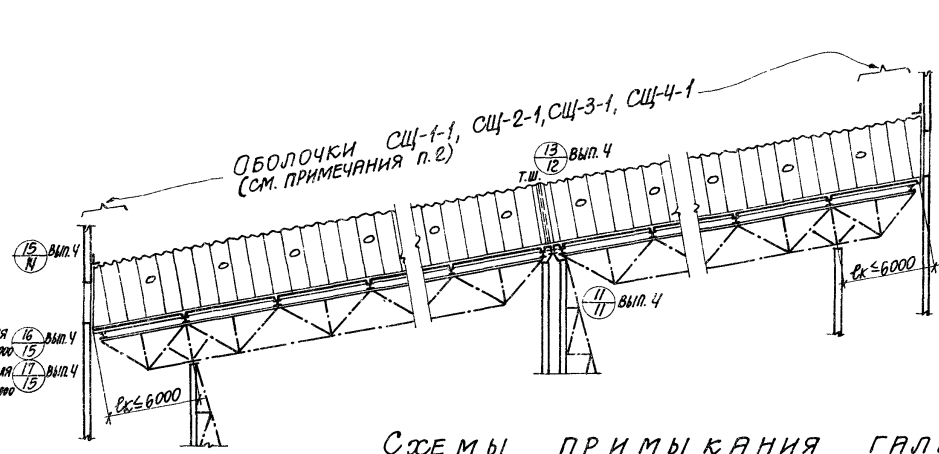 ОБОЛОЧКИ СЩ-1-1, СЩ-2-1, СЩ-3-1, СЩ-4-1
(СМ. ПРИМЕЧАНИЯ п.2)
13
12
ВЫП. 4
Т.Ш.
15
14
ВЫП. 4
ℓк≤6000
11
11
ВЫП. 4
16
15
ВЫП. 4
17
15
ВЫП. 4
ℓк≤6000
СХЕМЫ ПРИМЫКАНИЯ